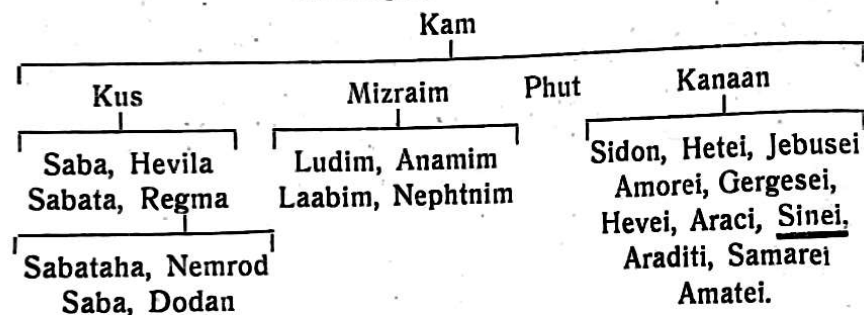 Kam
Kus Mizraim Phut Kanaan
Saba, Hevila
Sabata, Regma
Ludim, Anamim
Laabim, Nephtnim
Sidon, Hetei, Jebusei
Amorei, Gergesei,
Hevei, Araci, Sinei,
Araditi, Samarei
Amatei.
Sabataha, Nemrod
Saba, Dodan